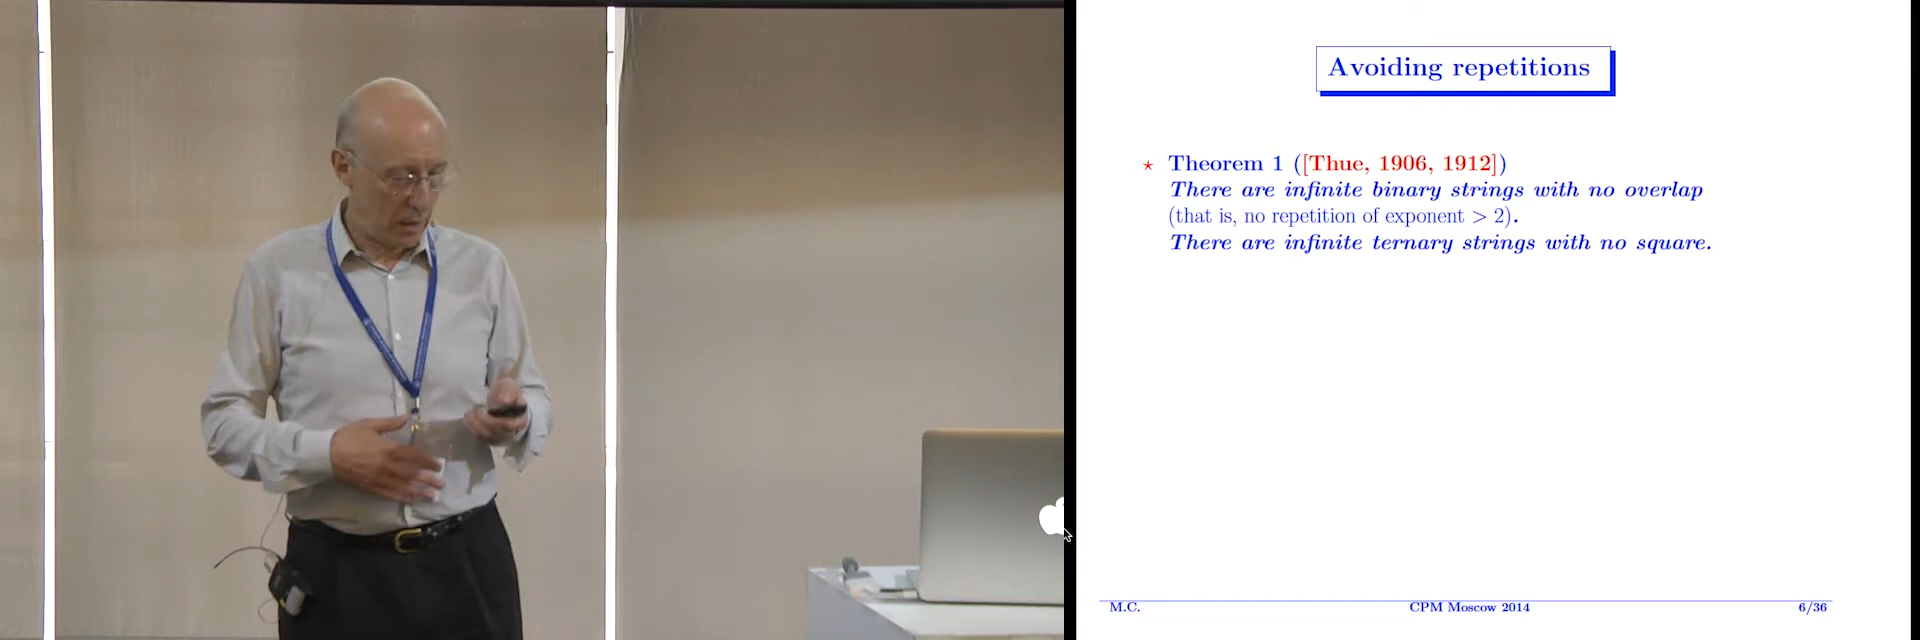 Avoiding repetitions
⋆ Theorem 1 ([Thue, 1906, 1912])
There are infinite binary strings with no overlap
(that is, no repetition of exponent > 2).
There are infinite ternary strings with no square.
M.C. CPM Moscow 2014 6/36